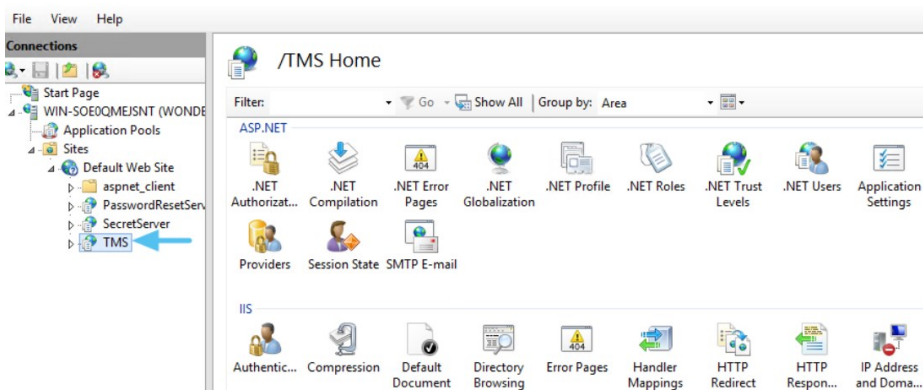 File View Help
Connections
Start Page
WIN-SOE0QMEJSNT (WONDE
Application Pools
Sites
Default Web Site
aspnet_client
PasswordResetServ
SecretServer
TMS
/TMS Home
Filter: Go Show All Group by: Area
ASP.NET
.NET Authorizat...
.NET Compilation
.NET Error Pages
404
.NET Globalization
.NET Profile
.NET Roles
.NET Trust Levels
.NET Users
Application Settings
Providers
Session State
SMTP E-mail
IIS
Authentic...
Compression
Default Document
Directory Browsing
Error Pages
404
Handler Mappings
HTTP Redirect
HTTP Respon...
IP Address and Doma...